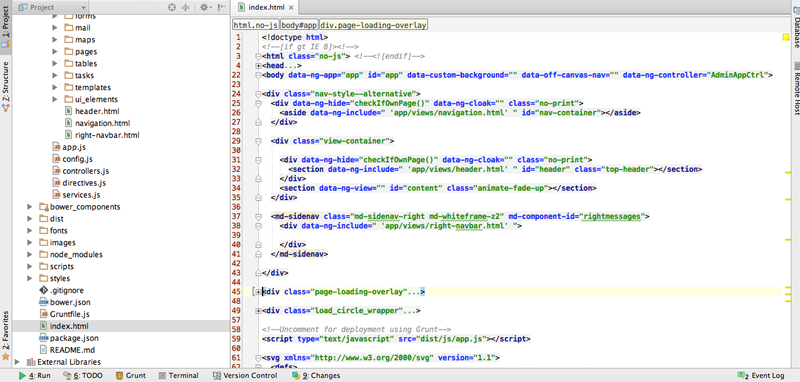 1: Project
Z: Structure
2: Favorites
Project
forms
mail
maps
pages
tables
tasks
templates
ui_elements
header.html
navigation.html
right-navbar.html
app.js
config.js
controllers.js
directives.js
services.js
bower_components
dist
fonts
images
node_modules
scripts
styles
.gitignore
bower.json
Gruntfile.js
index.html
package.json
README.md
External Libraries
index.html
html.no-js body#app div.page-loading-overlay
1 <!doctype html>
2 <!--[if gt IE 8]><!-->
3 <html class="no-js"> <!--<![endif]-->
4 <head...>
22 <body data-ng-app="app" id="app" data-custom-background="" data-off-canvas-nav="" data-ng-controller="AdminAppCtrl">
23
24 <div class="nav-style--alternative">
25 <div data-ng-hide="checkIfOwnPage()" data-ng-cloak="" class="no-print">
26 <aside data-ng-include=" 'app/views/navigation.html' " id="nav-container"></aside>
27 </div>
28
29 <div class="view-container">
30
31 <div data-ng-hide="checkIfOwnPage()" data-ng-cloak="" class="no-print">
32 <section data-ng-include=" 'app/views/header.html' " id="header" class="top-header"></section>
33 </div>
34 <section data-ng-view="" id="content" class="animate-fade-up"></section>
35 </div>
36
37 <md-sidenav class="md-sidenav-right md-whiteframe-z2" md-component-id="rightmessages">
38 <div data-ng-include=" 'app/views/right-navbar.html' ">
39
40 </div>
41 </md-sidenav>
42
43 </div>
44
45 <div class="page-loading-overlay"...>
48
49 <div class="load_circle_wrapper"...>
57
58 <!--Uncomment for deployment using Grunt-->
59 <script type="text/javascript" src="dist/js/app.js"></script>
60
61 <svg xmlns="http://www.w3.org/2000/svg" version="1.1">
62 <defs>
Database
Remote Host
4: Run
6: TODO
Grunt
Terminal
Version Control
9: Changes
2 Event Log